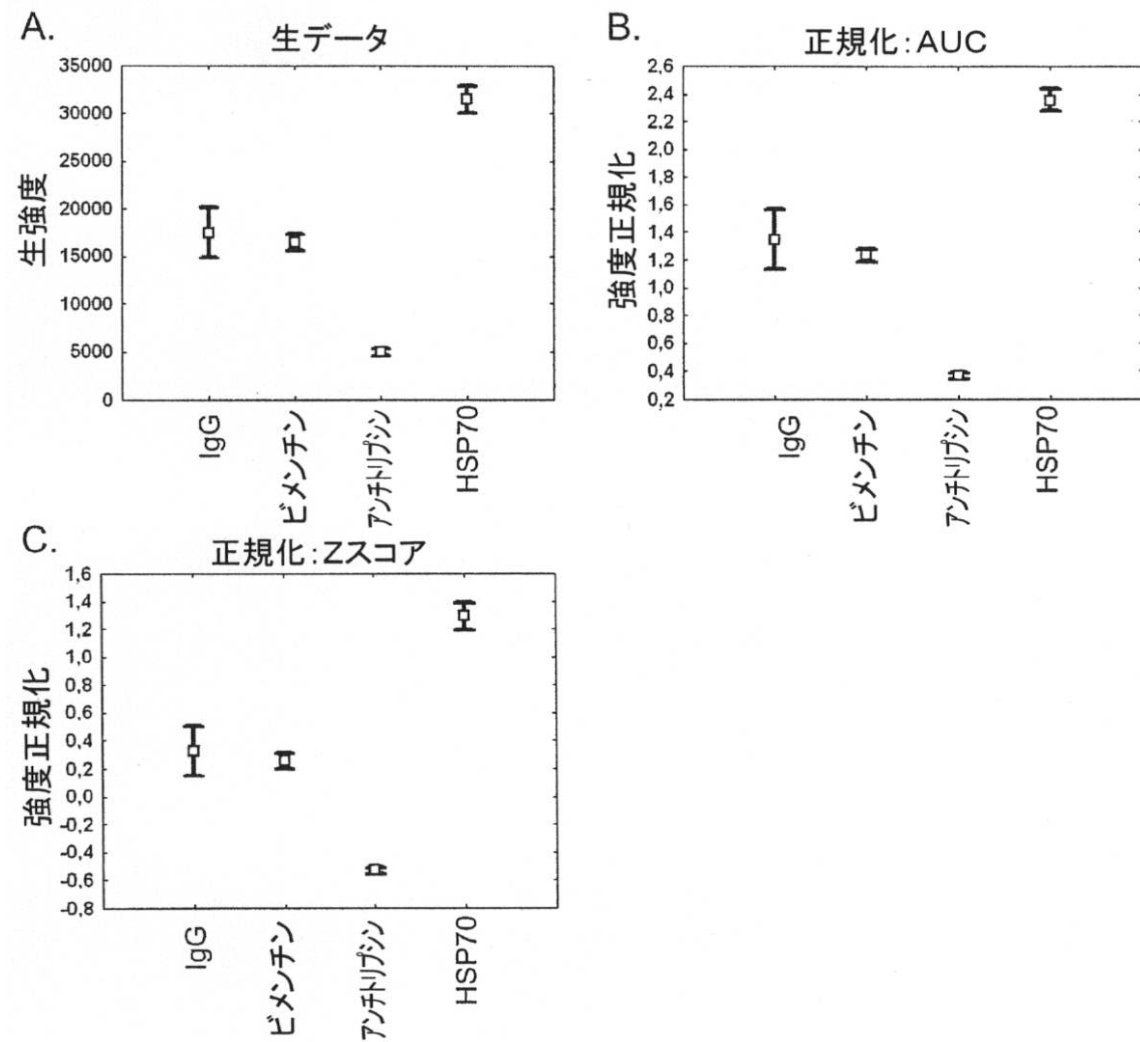 A.
生データ
35000
30000
25000
20000
15000
10000
5000
0
生強度
IgG
ビメンチン
アンチトリプシン
HSP70
B.
正規化:AUC
2,6
2,4
2,2
2,0
1,8
1,6
1,4
1,2
1,0
0,8
0,6
0,4
0,2
強度正規化
IgG
ビメンチン
アンチトリプシン
HSP70
C.
正規化:Zスコア
1,6
1,4
1,2
1,0
0,8
0,6
0,4
0,2
0,0
-0,2
-0,4
-0,6
-0,8
強度正規化
IgG
ビメンチン
アンチトリプシン
HSP70